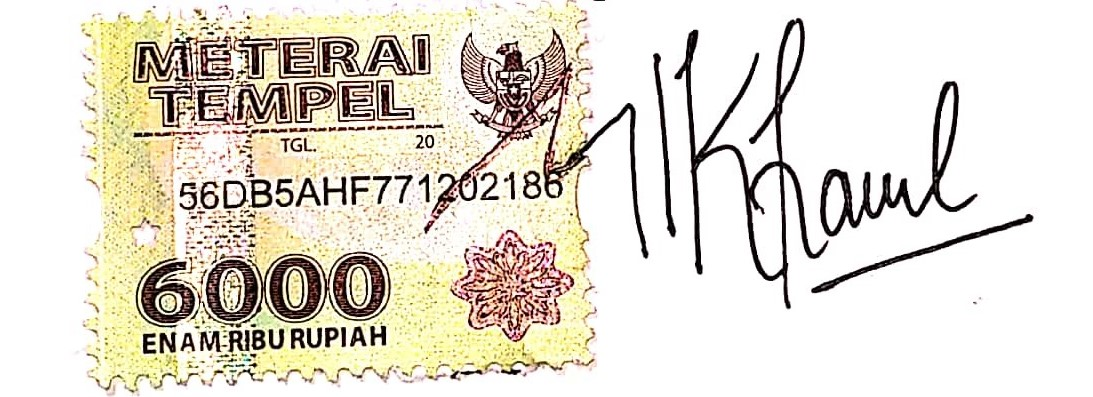 METERAI
TEMPEL
TGL. 20
56DB5AHF771202186
6000
ENAM RIBU RUPIAH